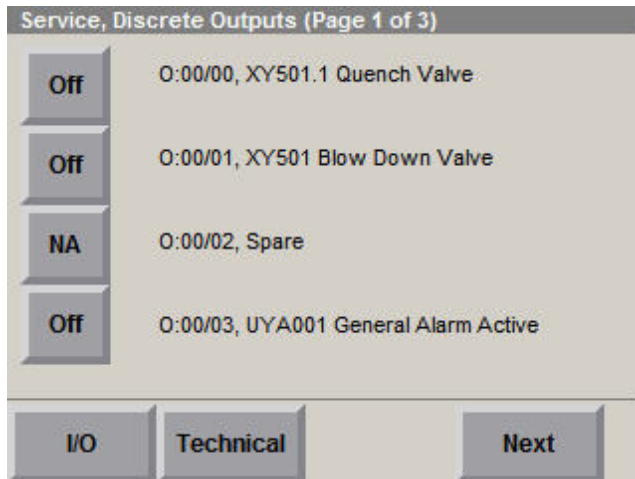 Service, Discrete Outputs (Page 1 of 3)
Off O:00/00, XY501.1 Quench Valve
Off O:00/01, XY501 Blow Down Valve
NA O:00/02, Spare
Off O:00/03, UYA001 General Alarm Active
I/O Technical Next